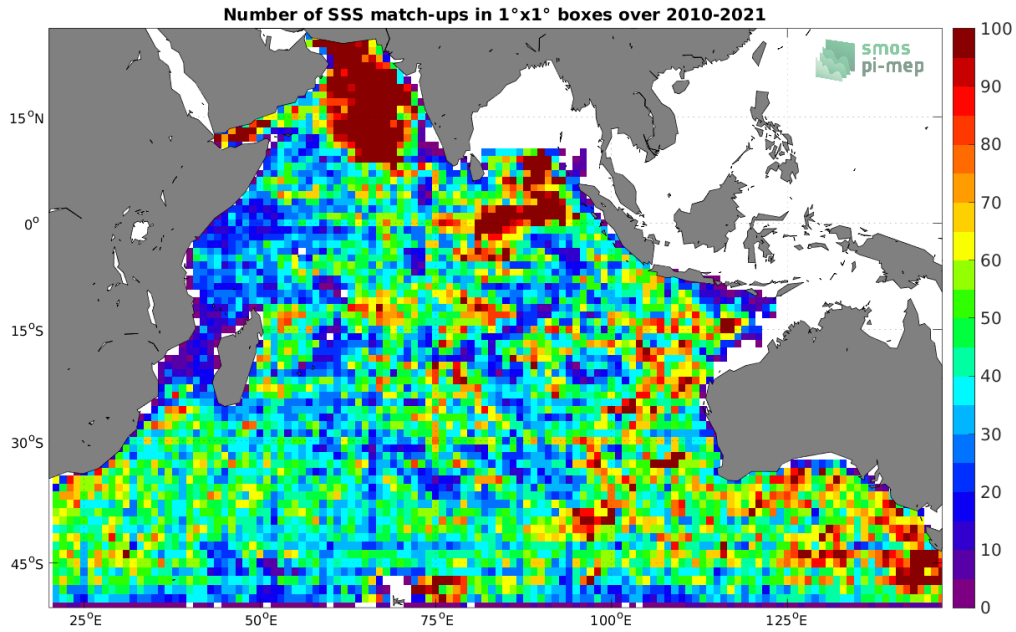 Number of SSS match-ups in 1°x1° boxes over 2010-2021
smos
pi-mep
100
90
80
70
60
50
40
30
20
10
0
15°N
0°
15°S
30°S
45°S
25°E
50°E
75°E
100°E
125°E